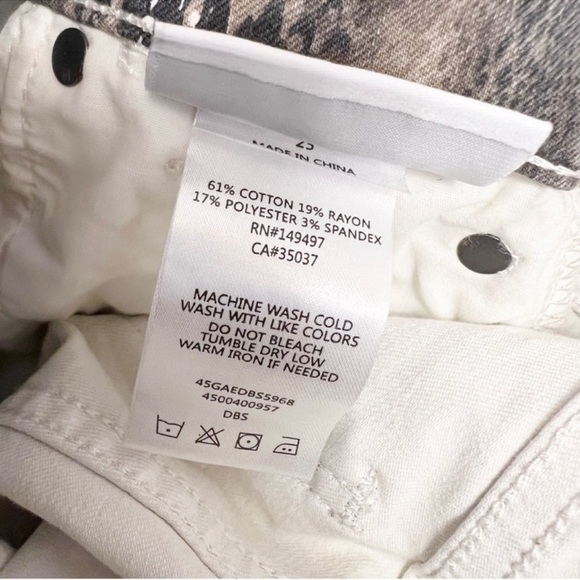 25
MADE IN CHINA
61% COTTON 19% RAYON
17% POLYESTER 3% SPANDEX
RN#149497
CA#35037
MACHINE WASH COLD
WASH WITH LIKE COLORS
DO NOT BLEACH
TUMBLE DRY LOW
WARM IRON IF NEEDED
45GAEDBS5968
4500400957
DBS